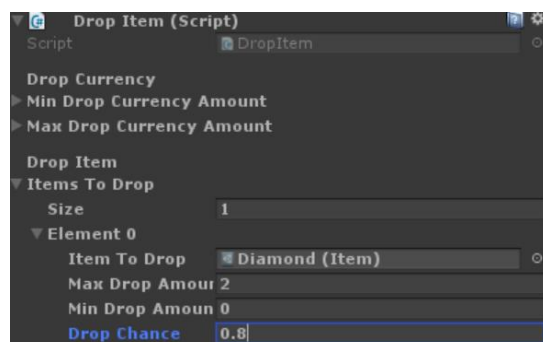 Drop Item (Script)
Script DropItem
Drop Currency
Min Drop Currency Amount
Max Drop Currency Amount
Drop Item
Items To Drop
Size 1
Element 0
Item To Drop Diamond (Item)
Max Drop Amour 2
Min Drop Amoun 0
Drop Chance 0.8